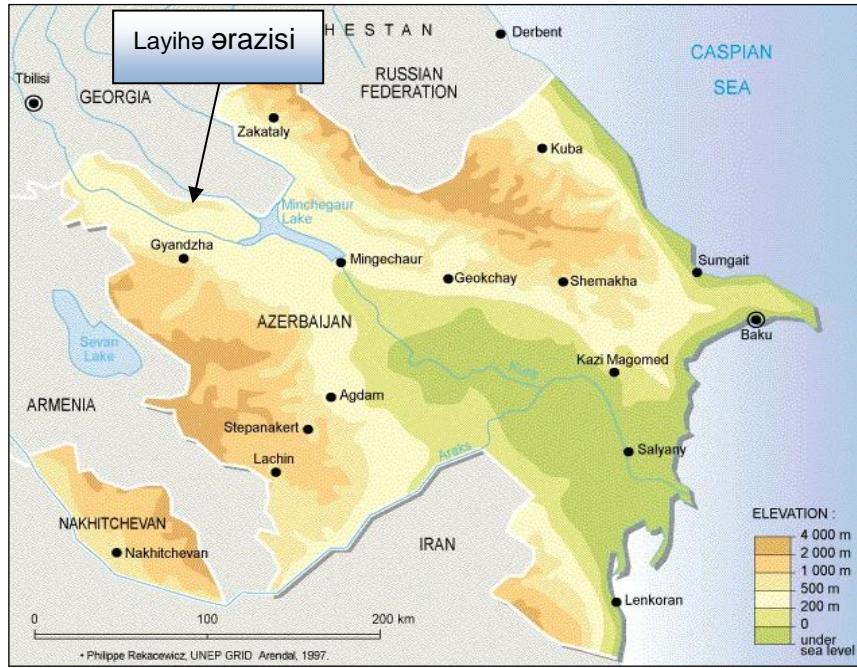 Layihə ərazisi
HESTAN
Derbent
CASPIAN
SEA
Tbilisi
GEORGIA
RUSSIAN
FEDERATION
Zakataly
Kuba
Minchegaur
Lake
Gyandzha
Mingechaur
Geokchay
Shemakha
Sumgait
Baku
AZERBAIJAN
Sevan
Lake
Kazi Magomed
Kura
ARMENIA
Agdam
Stepanakert
Araks
Salyany
Lachin
NAKHITCHEVAN
Nakhitchevan
IRAN
Lenkoran
ELEVATION :
4 000 m
2 000 m
1 000 m
500 m
200 m
0
under
sea level
0 100 200 km
• Philippe Rekacewicz, UNEP GRID Arendal, 1997.